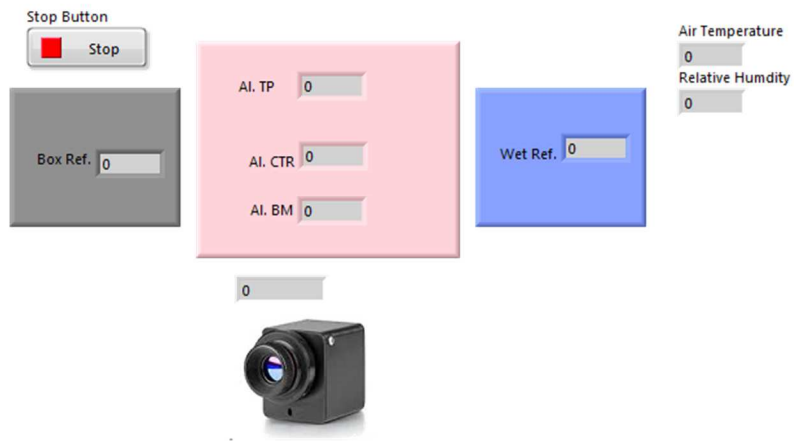 Stop Button
Stop
Air Temperature
0
Relative Humdity
0
Al. TP 0
Box Ref. 0
Al. CTR 0
Wet Ref. 0
Al. BM 0
0